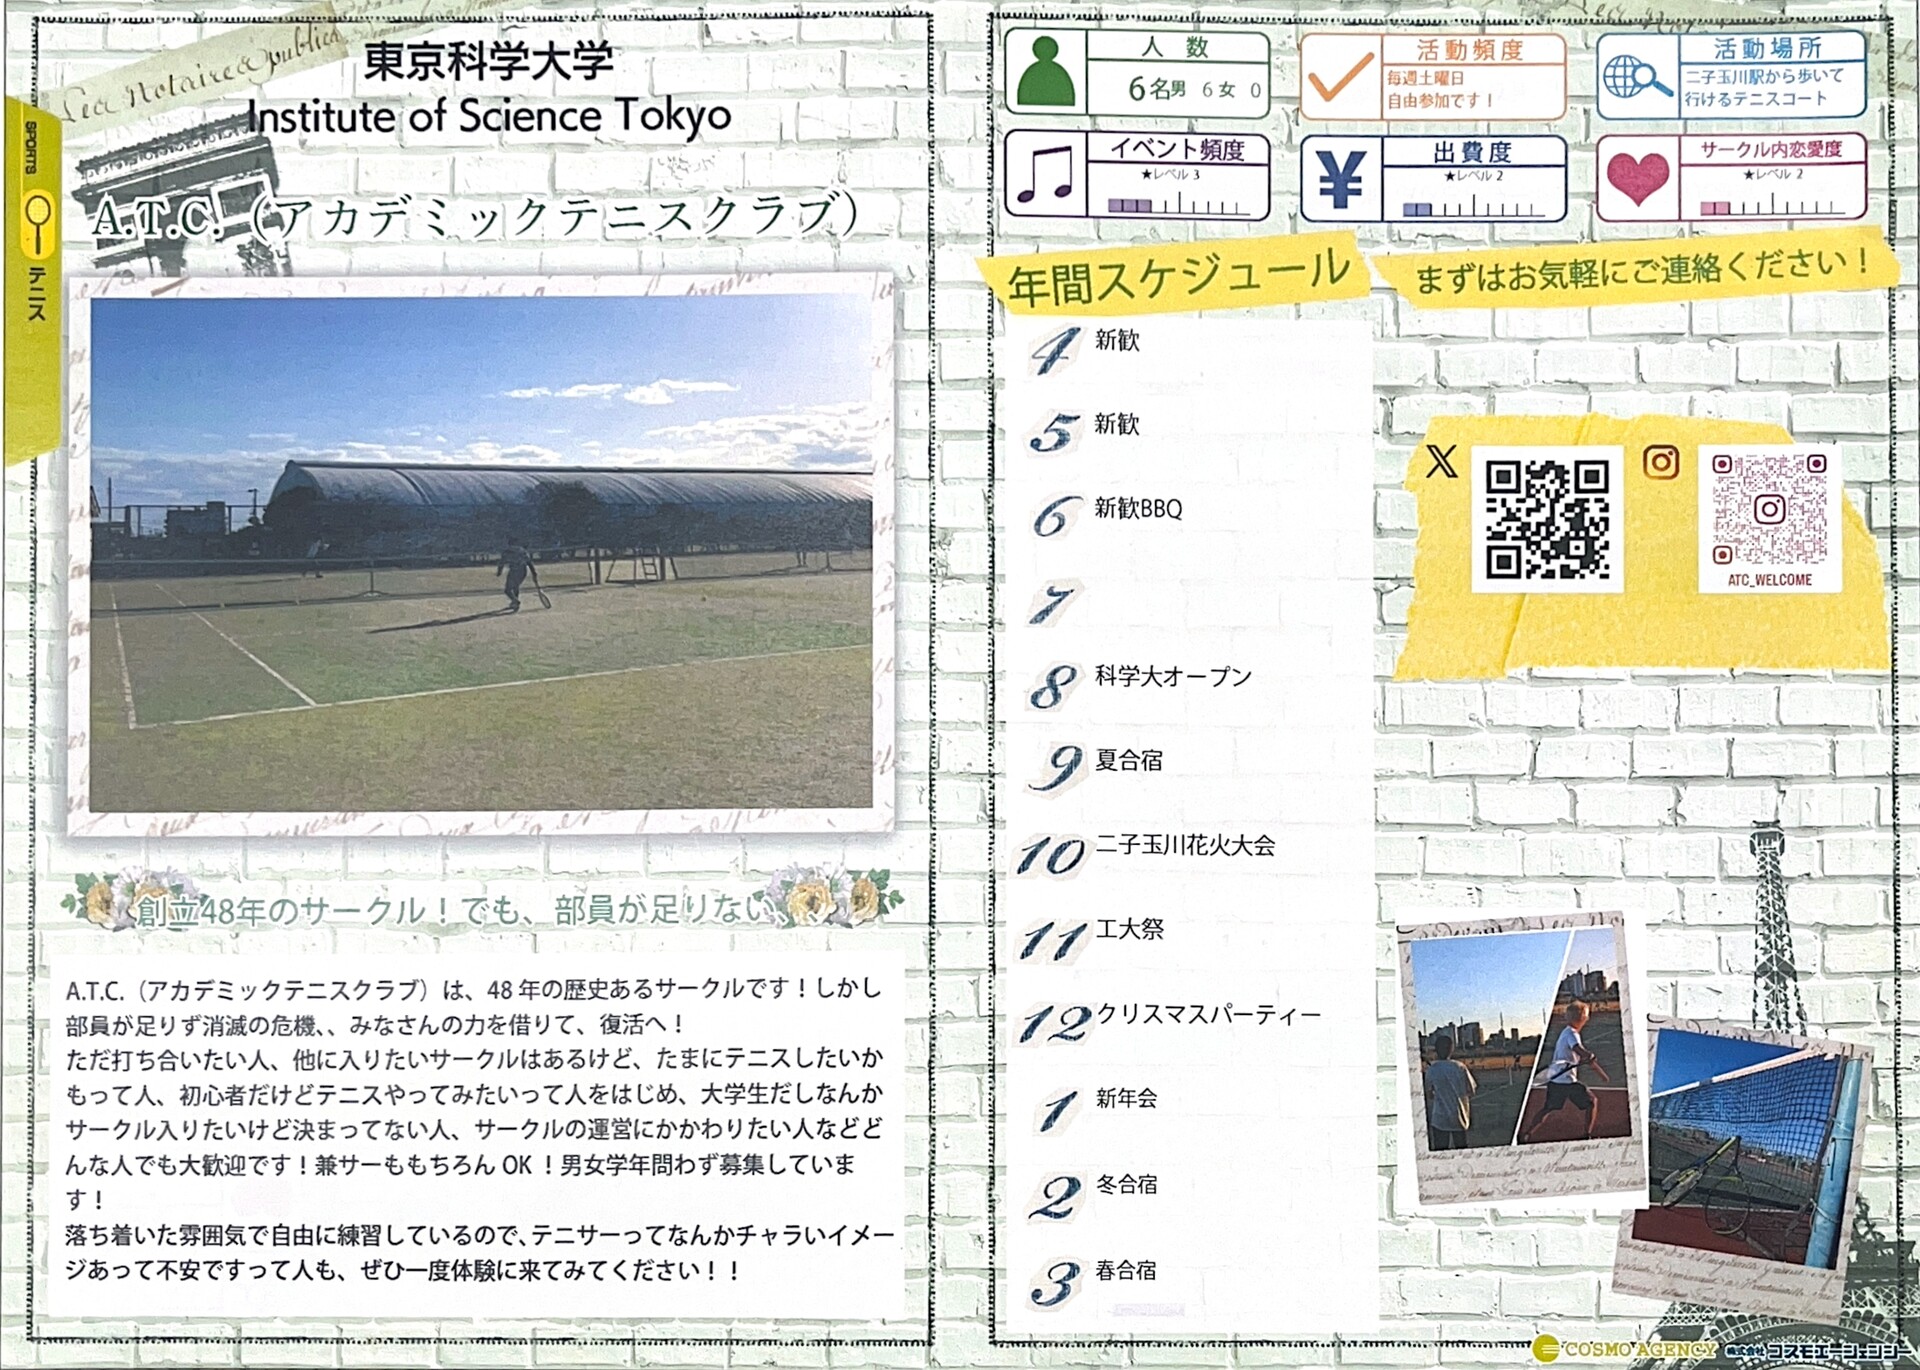 東京科学大学
Institute of Science Tokyo
SPORTS
テニス
A.T.C.（アカデミックテニスクラブ）
創立48年のサークル！でも、部員が足りない、、
A.T.C.（アカデミックテニスクラブ）は、48 年の歴史あるサークルです！しかし
部員が足りず消滅の危機、、みなさんの力を借りて、復活へ！
ただ打ち合いたい人、他に入りたいサークルはあるけど、たまにテニスしたいか
もって人、初心者だけどテニスやってみたいって人をはじめ、大学生だしなんか
サークル入りたいけど決まってない人、サークルの運営にかかわりたい人などど
んな人でも大歓迎です！兼サーももちろん OK ！男女学年問わず募集していま
す！
落ち着いた雰囲気で自由に練習しているので、テニサーってなんかチャラいイメー
ジあって不安ですって人も、ぜひ一度体験に来てみてください！！
人数
6名男 6 女 0
活動頻度
毎週土曜日
自由参加です！
活動場所
二子玉川駅から歩いて
行けるテニスコート
イベント頻度
★レベル 3
出費度
★レベル 2
サークル内恋愛度
★レベル 2
年間スケジュール
4 新歓
5 新歓
6 新歓BBQ
7
8 科学大オープン
9 夏合宿
10 二子玉川花火大会
11 工大祭
12 クリスマスパーティー
1 新年会
2 冬合宿
3 春合宿
まずはお気軽にご連絡ください！
ATC_WELCOME
COSMO AGENCY 株式会社 コスモエージェンシー